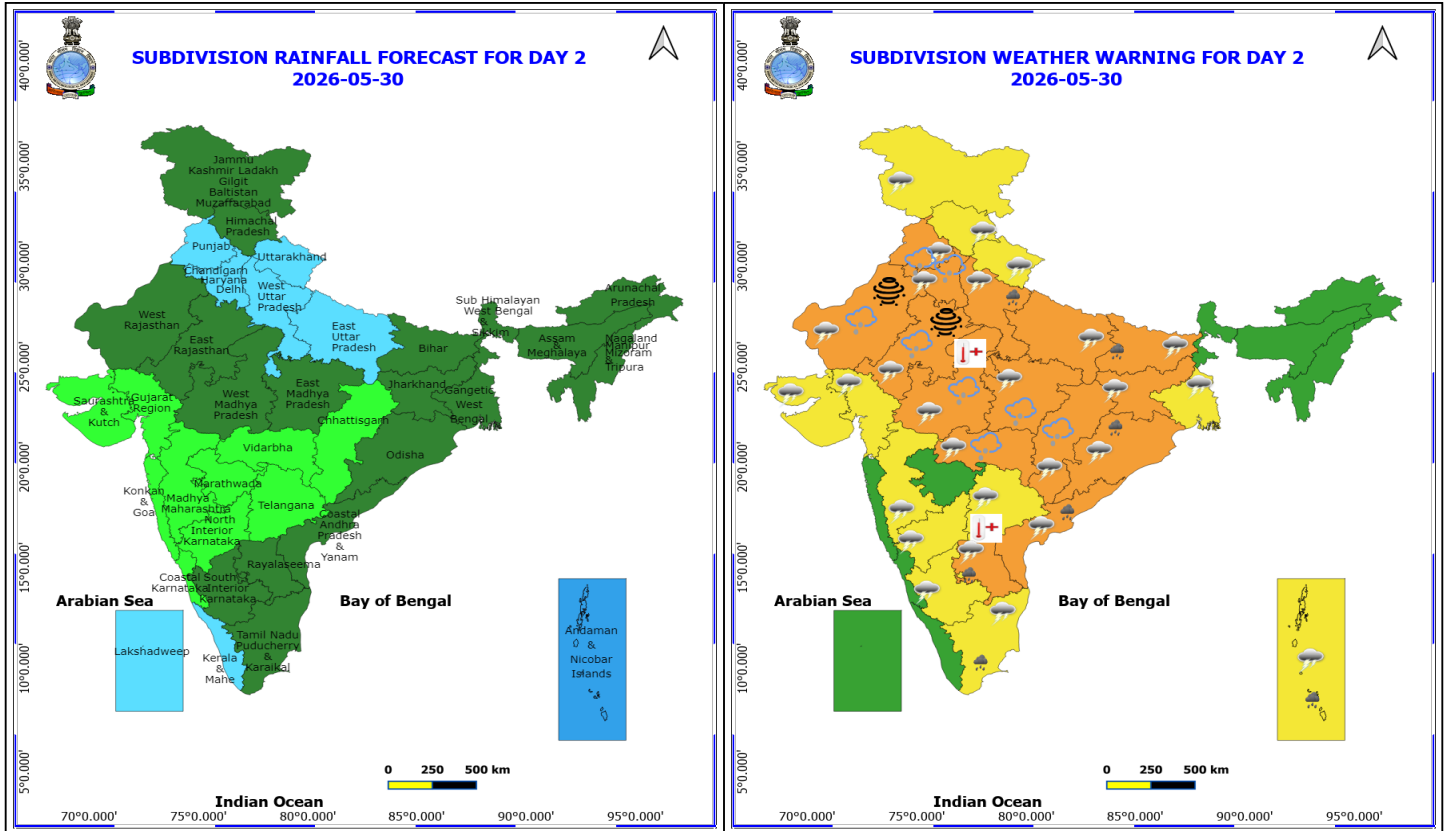 SUBDIVISION RAINFALL FORECAST FOR DAY 2
2026-05-30
40°0.000'
35°0.000'
30°0.000'
25°0.000'
20°0.000'
15°0.000'
10°0.000'
5°0.000'
Jammu
Kashmir Ladakh
Gilgit
Baltistan
Muzaffarabad
Himachal
Pradesh
Punjab
Uttarakhand
Chandigarh
Haryana
Delhi
West
Uttar
Pradesh
East
Uttar
Pradesh
West
Rajasthan
East
Rajasthan
Sub Himalayan
West Bengal
&
Sikkim
Arunachal
Pradesh
Assam
&
Meghalaya
Nagaland
Manipur
Mizoram
&
Tripura
Bihar
Jharkhand
Gangetic
West
Bengal
Saurashtra
&
Kutch
Gujarat
Region
West
Madhya
Pradesh
East
Madhya
Pradesh
Chhattisgarh
Odisha
Vidarbha
Marathwada
Madhya
Maharashtra
Konkan
&
Goa
North
Interior
Karnataka
Telangana
Coastal
Andhra
Pradesh
&
Yanam
Rayalaseema
Coastal
Karnataka
South
Interior
Karnataka
Tamil Nadu
Puducherry
&
Karaikal
Kerala
&
Mahe
Lakshadweep
Andaman
&
Nicobar
Islands
Arabian Sea
Bay of Bengal
Indian Ocean
0 250 500 km
70°0.000' 75°0.000' 80°0.000' 85°0.000' 90°0.000' 95°0.000'
SUBDIVISION WEATHER WARNING FOR DAY 2
2026-05-30
40°0.000'
35°0.000'
30°0.000'
25°0.000'
20°0.000'
15°0.000'
10°0.000'
5°0.000'
Arabian Sea
Bay of Bengal
Indian Ocean
0 250 500 km
70°0.000' 75°0.000' 80°0.000' 85°0.000' 90°0.000' 95°0.000'